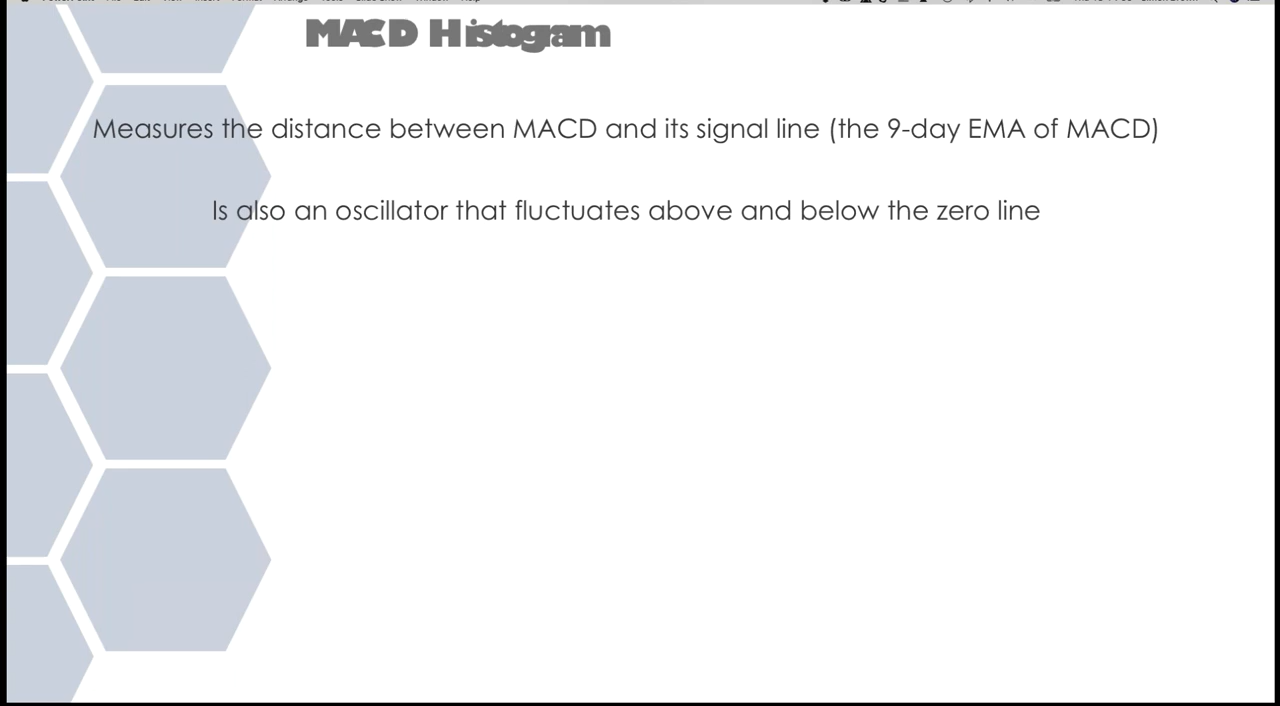 MACD Histogram
Measures the distance between MACD and its signal line (the 9-day EMA of MACD)
Is also an oscillator that fluctuates above and below the zero line